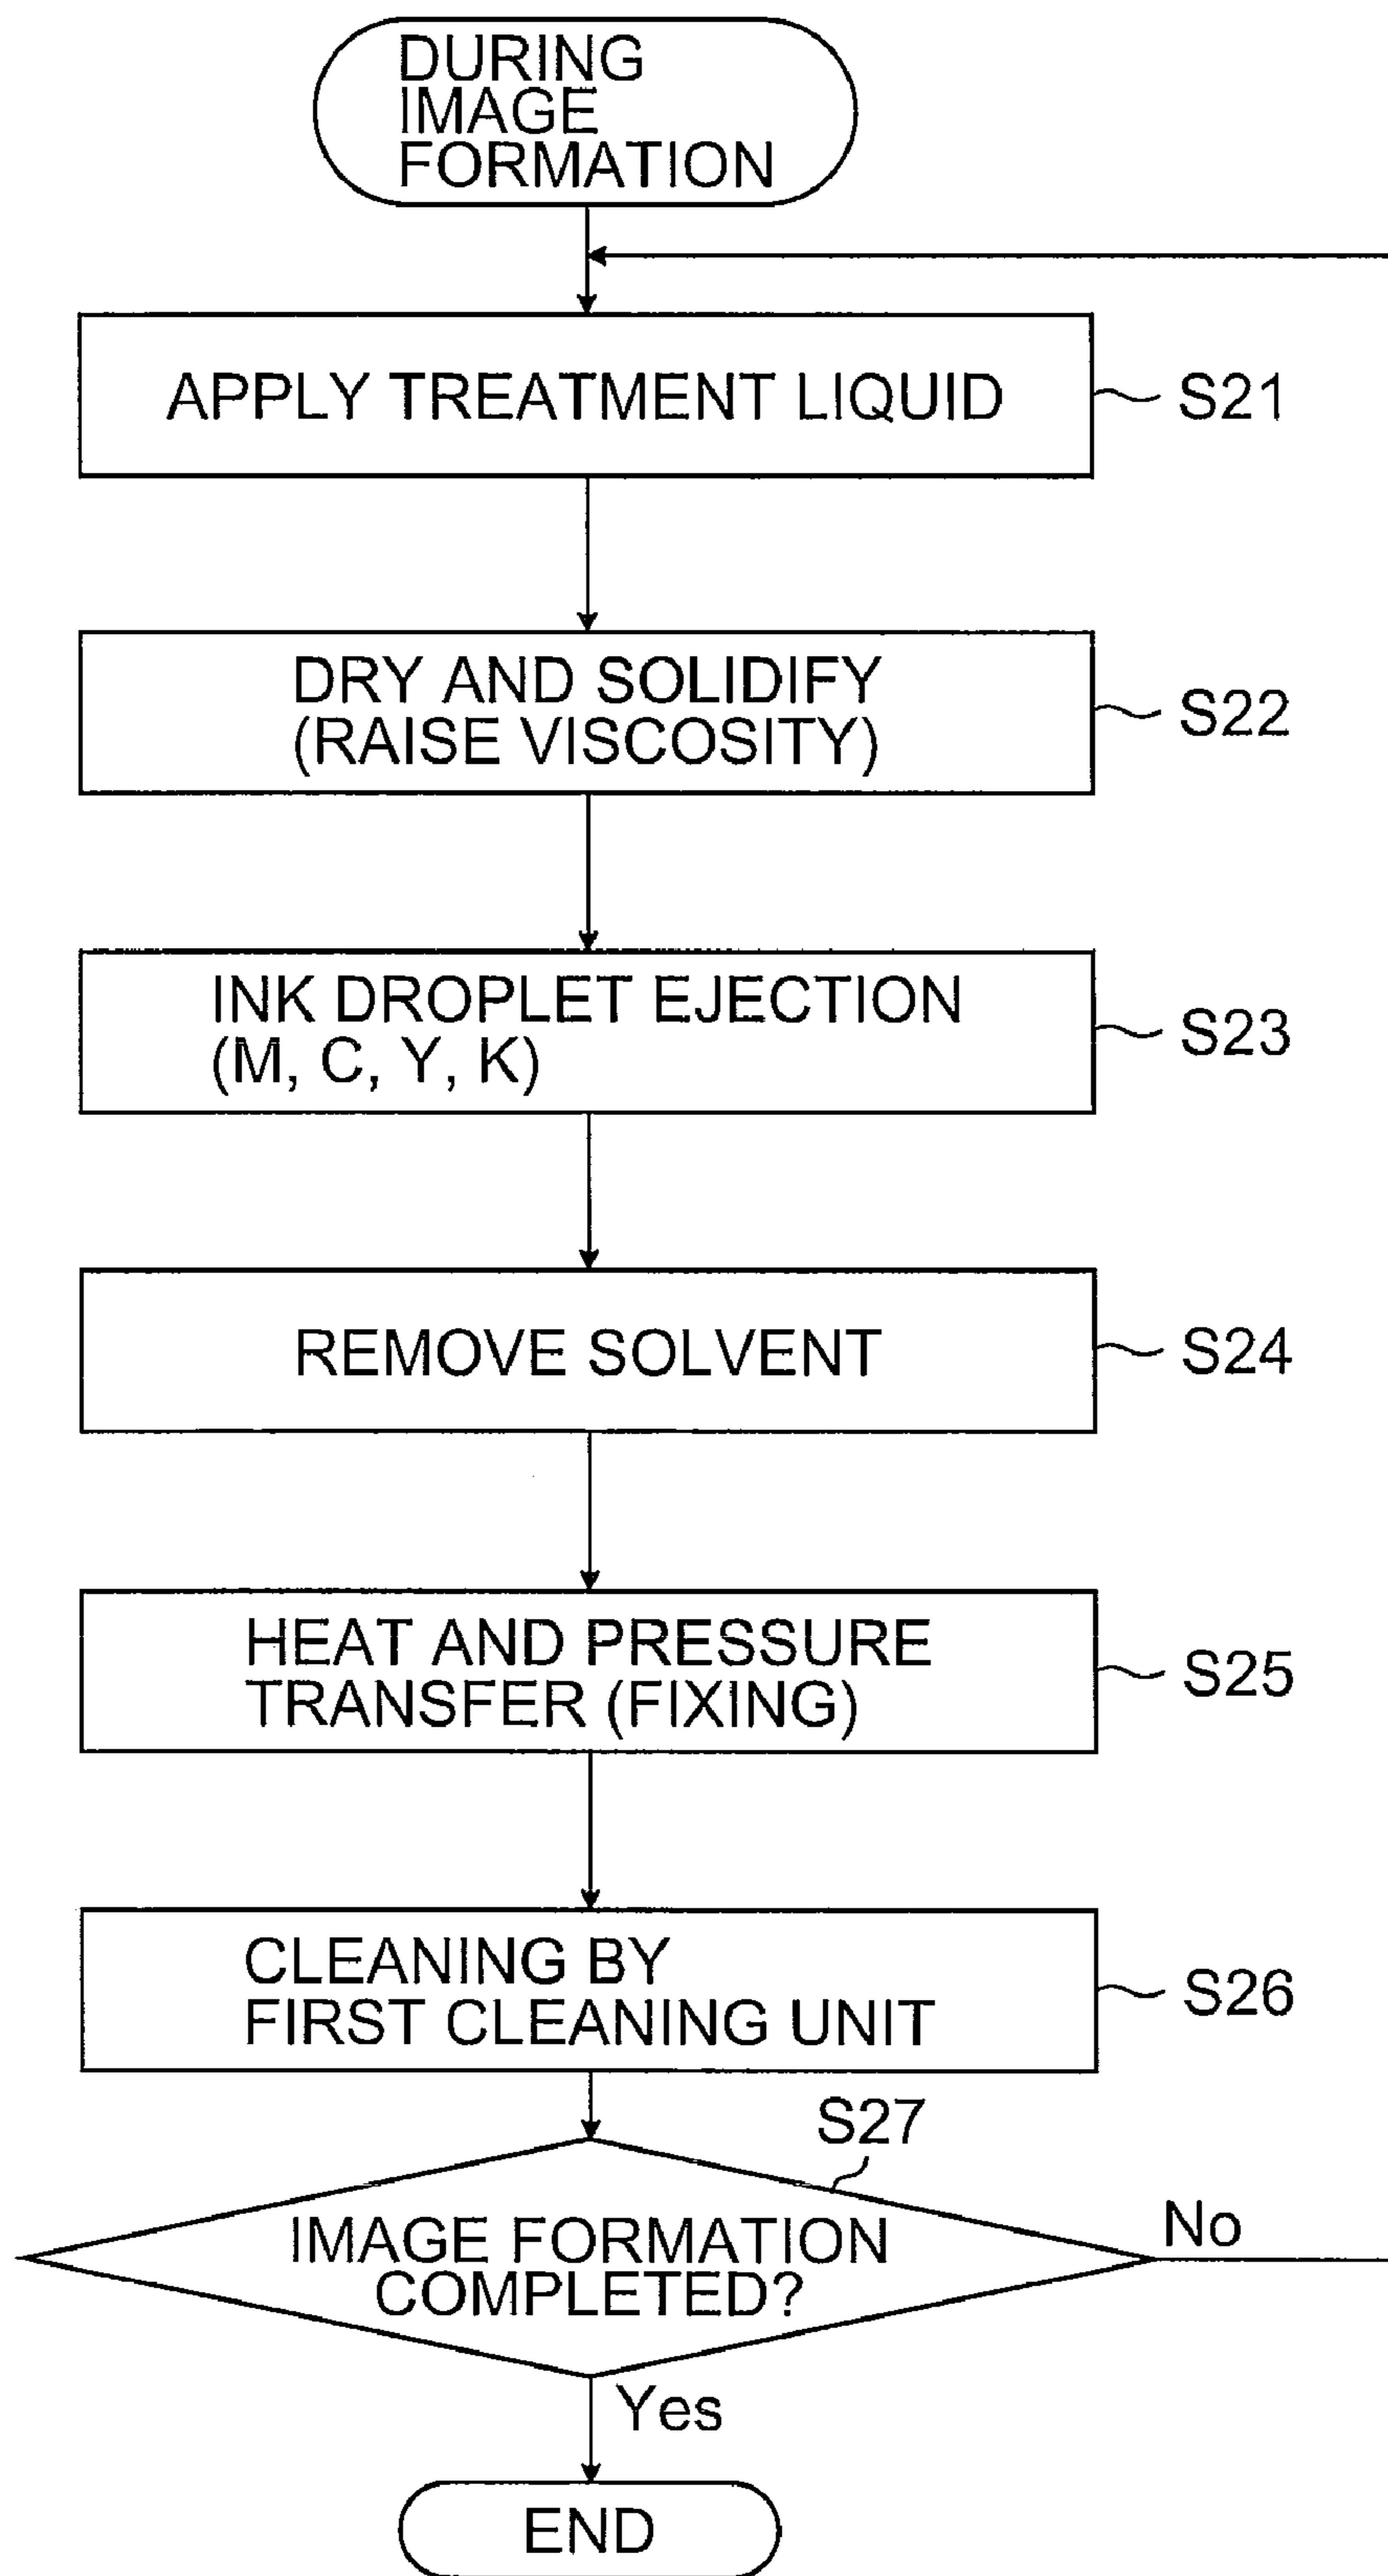 DURING
IMAGE
FORMATION
APPLY TREATMENT LIQUID
S21
DRY AND SOLIDIFY
(RAISE VISCOSITY)
S22
INK DROPLET EJECTION
(M, C, Y, K)
S23
REMOVE SOLVENT
S24
HEAT AND PRESSURE
TRANSFER (FIXING)
S25
CLEANING BY
FIRST CLEANING UNIT
S26
S27
IMAGE FORMATION
COMPLETED?
No
Yes
END